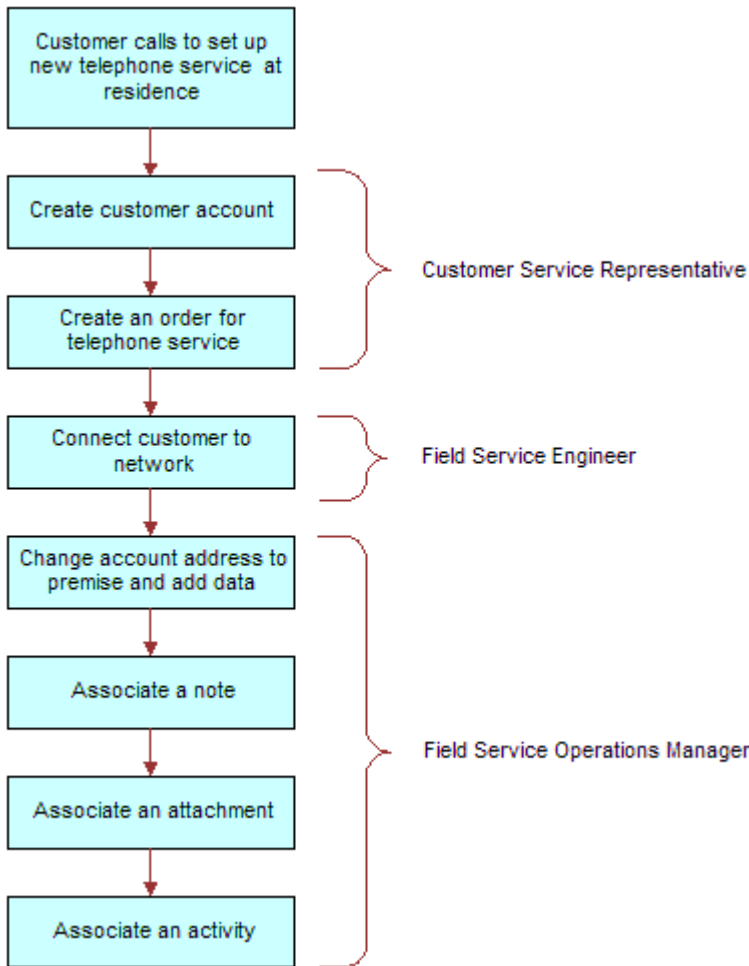 Customer calls to set up
new telephone service at
residence
Create customer account
Customer Service Representative
Create an order for
telephone service
Connect customer to
network
Field Service Engineer
Change account address to
premise and add data
Associate a note
Field Service Operations Manager
Associate an attachment
Associate an activity